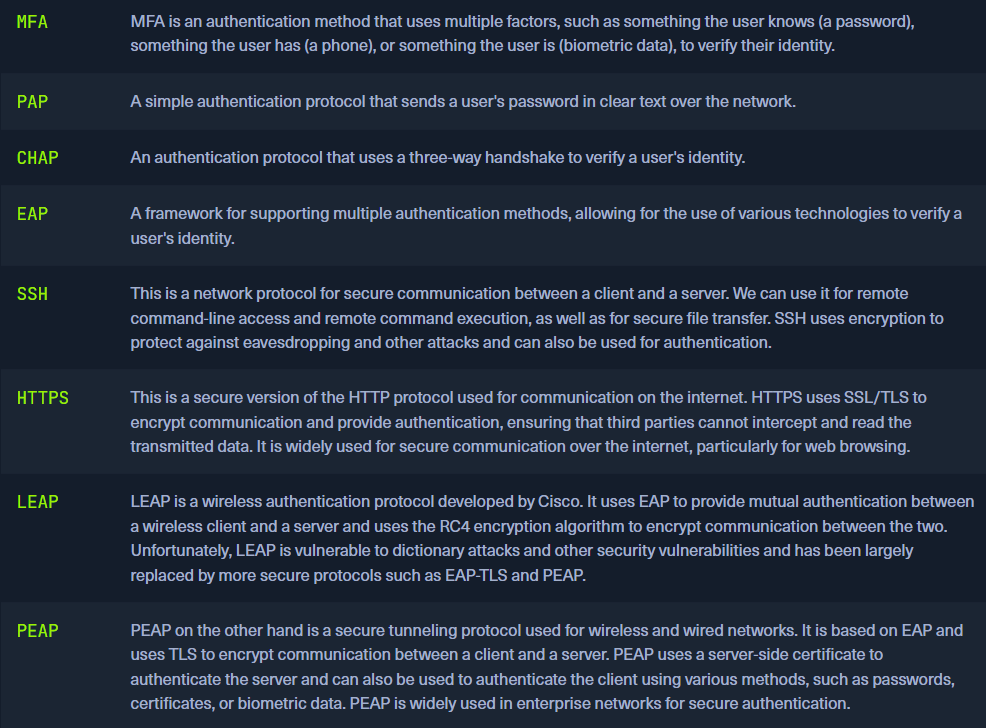 MFA
MFA is an authentication method that uses multiple factors, such as something the user knows (a password),
something the user has (a phone), or something the user is (biometric data), to verify their identity.
PAP
A simple authentication protocol that sends a user's password in clear text over the network.
CHAP
An authentication protocol that uses a three-way handshake to verify a user's identity.
EAP
A framework for supporting multiple authentication methods, allowing for the use of various technologies to verify a
user's identity.
SSH
This is a network protocol for secure communication between a client and a server. We can use it for remote
command-line access and remote command execution, as well as for secure file transfer. SSH uses encryption to
protect against eavesdropping and other attacks and can also be used for authentication.
HTTPS
This is a secure version of the HTTP protocol used for communication on the internet. HTTPS uses SSL/TLS to
encrypt communication and provide authentication, ensuring that third parties cannot intercept and read the
transmitted data. It is widely used for secure communication over the internet, particularly for web browsing.
LEAP
LEAP is a wireless authentication protocol developed by Cisco. It uses EAP to provide mutual authentication between
a wireless client and a server and uses the RC4 encryption algorithm to encrypt communication between the two.
Unfortunately, LEAP is vulnerable to dictionary attacks and other security vulnerabilities and has been largely
replaced by more secure protocols such as EAP-TLS and PEAP.
PEAP
PEAP on the other hand is a secure tunneling protocol used for wireless and wired networks. It is based on EAP and
uses TLS to encrypt communication between a client and a server. PEAP uses a server-side certificate to
authenticate the server and can also be used to authenticate the client using various methods, such as passwords,
certificates, or biometric data. PEAP is widely used in enterprise networks for secure authentication.